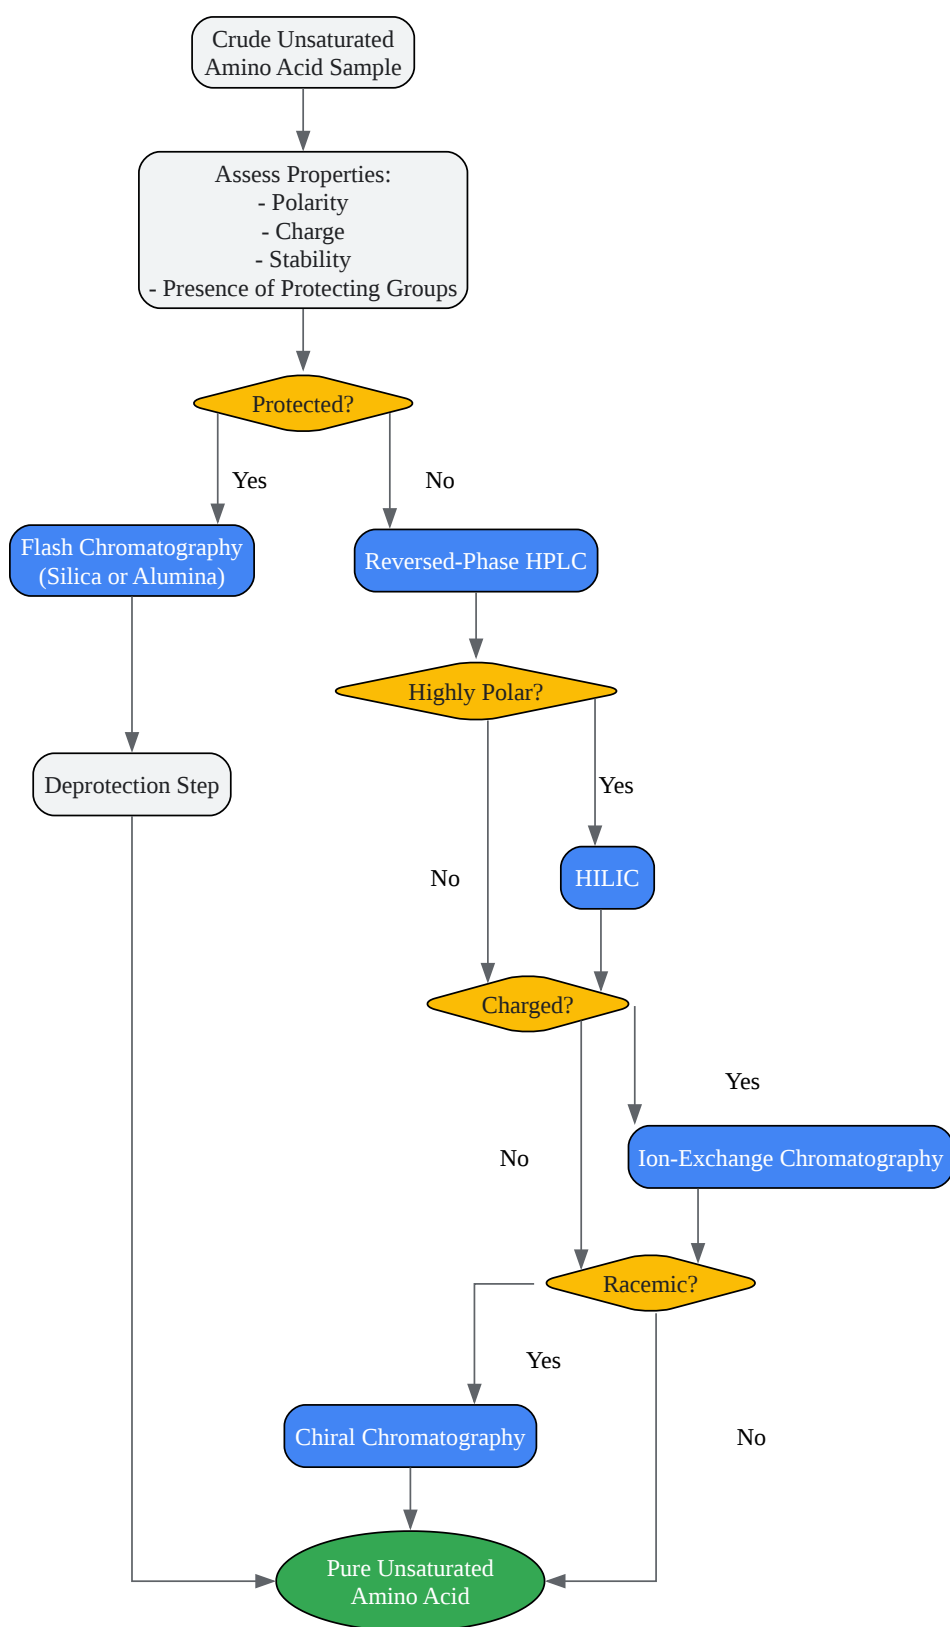 Crude Unsaturated
Amino Acid Sample
Assess Properties:
- Polarity
- Charge
- Stability
- Presence of Protecting Groups
Protected?
Yes
No
Flash Chromatography
(Silica or Alumina)
Reversed-Phase HPLC
Highly Polar?
Deprotection Step
Yes
No
HILIC
Charged?
Yes
No
Ion-Exchange Chromatography
Racemic?
Yes
No
Chiral Chromatography
Pure Unsaturated
Amino Acid